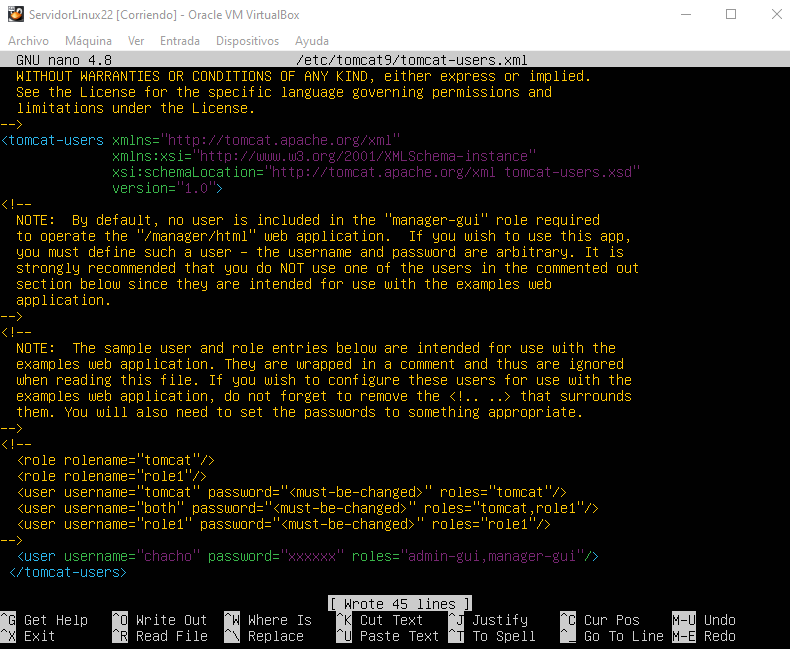 ServidorLinux22 [Corriendo] - Oracle VM VirtualBox
Archivo Máquina Ver Entrada Dispositivos Ayuda
GNU nano 4.8 /etc/tomcat9/tomcat-users.xml
WITHOUT WARRANTIES OR CONDITIONS OF ANY KIND, either express or implied.
See the License for the specific language governing permissions and
limitations under the License.
-->
<tomcat-users xmlns="http://tomcat.apache.org/xml"
xmlns:xsi="http://www.w3.org/2001/XMLSchema-instance"
xsi:schemaLocation="http://tomcat.apache.org/xml tomcat-users.xsd"
version="1.0">
<!--
NOTE:  By default, no user is included in the "manager-gui" role required
to operate the "/manager/html" web application.  If you wish to use this app,
you must define such a user - the username and password are arbitrary. It is
strongly recommended that you do NOT use one of the users in the commented out
section below since they are intended for use with the examples web
application.
-->
<!--
NOTE:  The sample user and role entries below are intended for use with the
examples web application. They are wrapped in a comment and thus are ignored
when reading this file. If you wish to configure these users for use with the
examples web application, do not forget to remove the <!.. ..> that surrounds
them. You will also need to set the passwords to something appropriate.
-->
<!--
<role rolename="tomcat"/>
<role rolename="role1"/>
<user username="tomcat" password="<must-be-changed>" roles="tomcat"/>
<user username="both" password="<must-be-changed>" roles="tomcat,role1"/>
<user username="role1" password="<must-be-changed>" roles="role1"/>
-->
<user username="chacho" password="xxxxxx" roles="admin-gui,manager-gui"/>
</tomcat-users>
[ Wrote 45 lines ]
^G Get Help ^O Write Out ^W Where Is ^K Cut Text ^J Justify ^C Cur Pos M-U Undo
^X Exit ^R Read File ^\ Replace ^U Paste Text ^T To Spell ^_ Go To Line M-E Redo